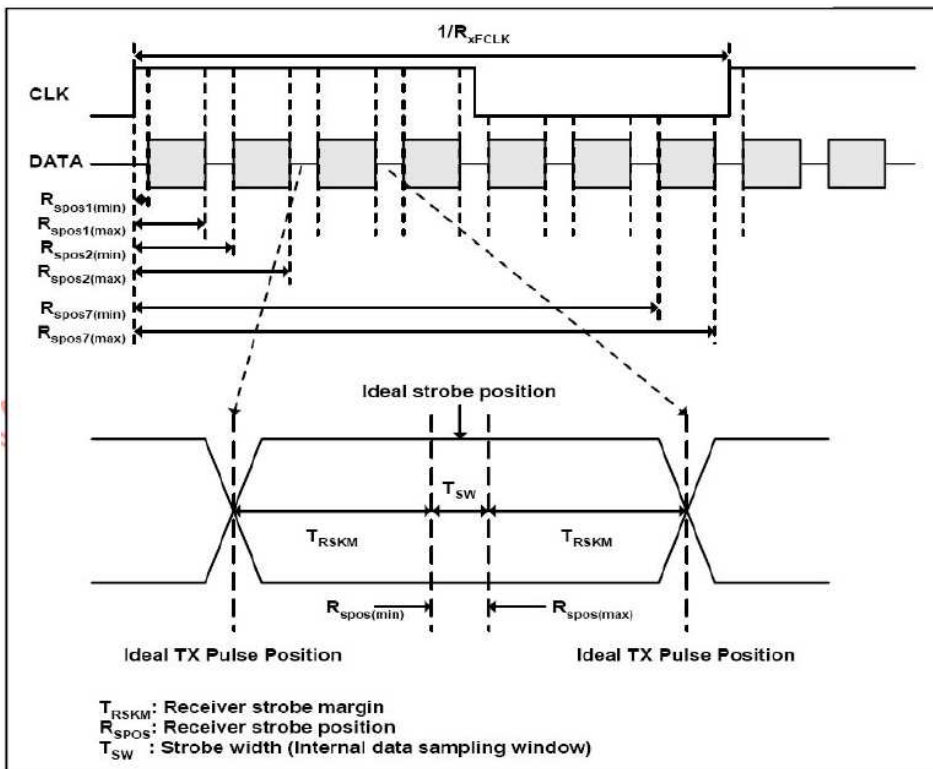 1/RxFCLK
CLK
DATA
Rspos1(min)
Rspos1(max)
Rspos2(min)
Rspos2(max)
Rspos7(min)
Rspos7(max)
Ideal strobe position
TSW
TRSKM TRSKM
Rspos(min) Rspos(max)
Ideal TX Pulse Position Ideal TX Pulse Position
TRSKM: Receiver strobe margin
RSPOS: Receiver strobe position
TSW : Strobe width (Internal data sampling window)